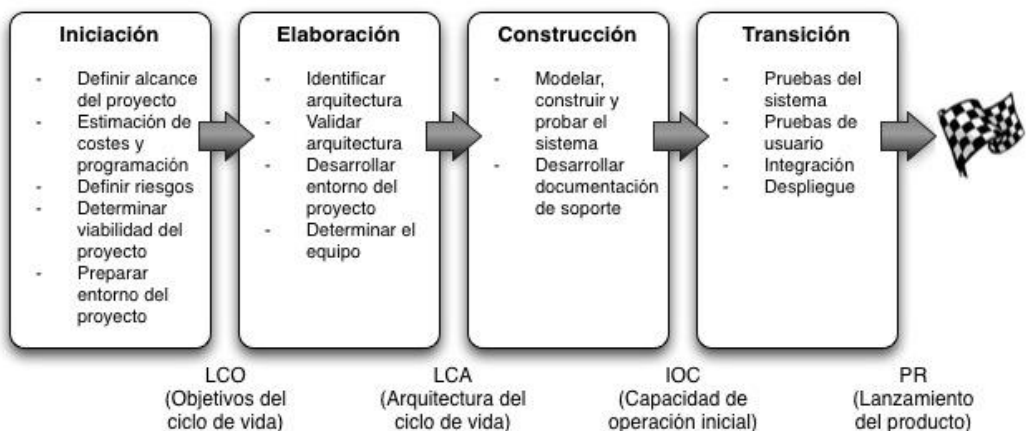 Iniciación
- Definir alcance
del proyecto
- Estimación de
costes y
programación
- Definir riesgos
- Determinar
viabilidad del
proyecto
- Preparar
entorno del
proyecto
Elaboración
- Identificar
arquitectura
- Validar
arquitectura
- Desarrollar
entorno del
proyecto
- Determinar el
equipo
Construcción
- Modelar,
construir y
probar el
sistema
- Desarrollar
documentación
de soporte
Transición
- Pruebas del
sistema
- Pruebas de
usuario
- Integración
- Despliegue
LCO
(Objetivos del
ciclo de vida)
LCA
(Arquitectura del
ciclo de vida)
IOC
(Capacidad de
operación inicial)
PR
(Lanzamiento
del producto)